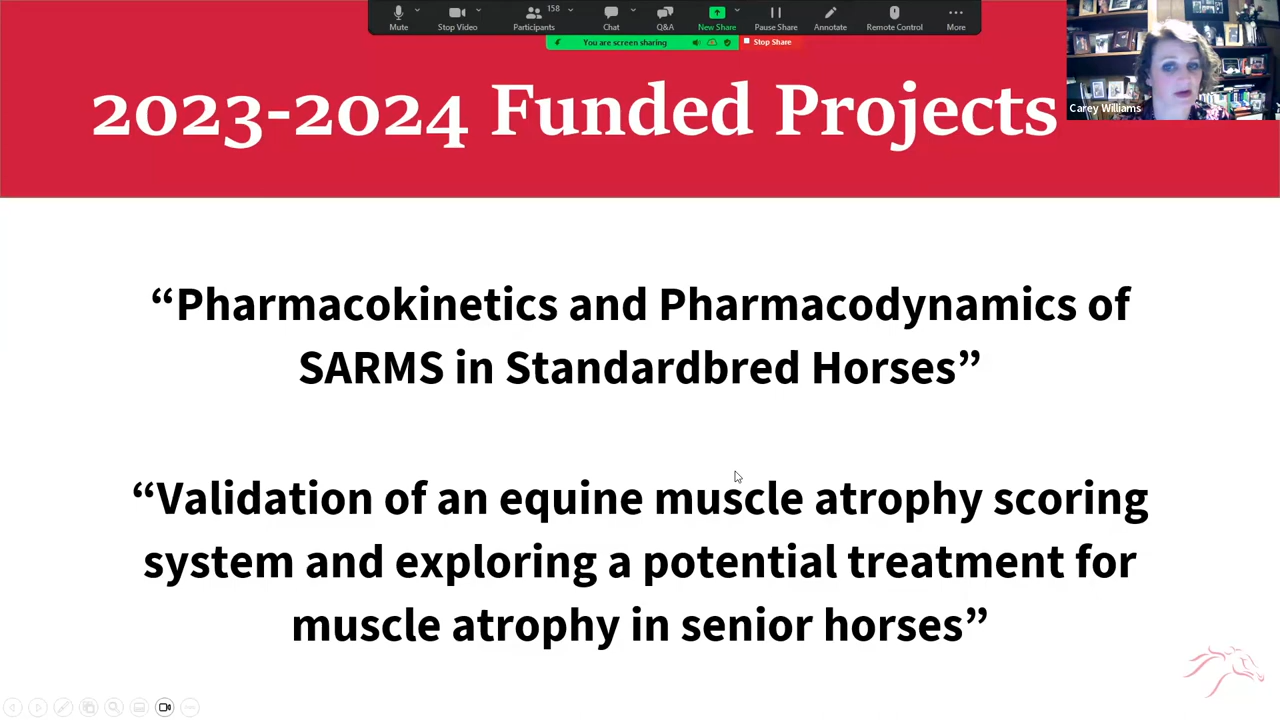 158
Mute
Stop Video
Participants
Chat
Q&A
New Share
Pause Share
Annotate
Remote Control
More
You are screen sharing
Stop Share
Carey Williams
2023-2024 Funded Projects
“Pharmacokinetics and Pharmacodynamics of
SARMS in Standardbred Horses”
“Validation of an equine muscle atrophy scoring
system and exploring a potential treatment for
muscle atrophy in senior horses”